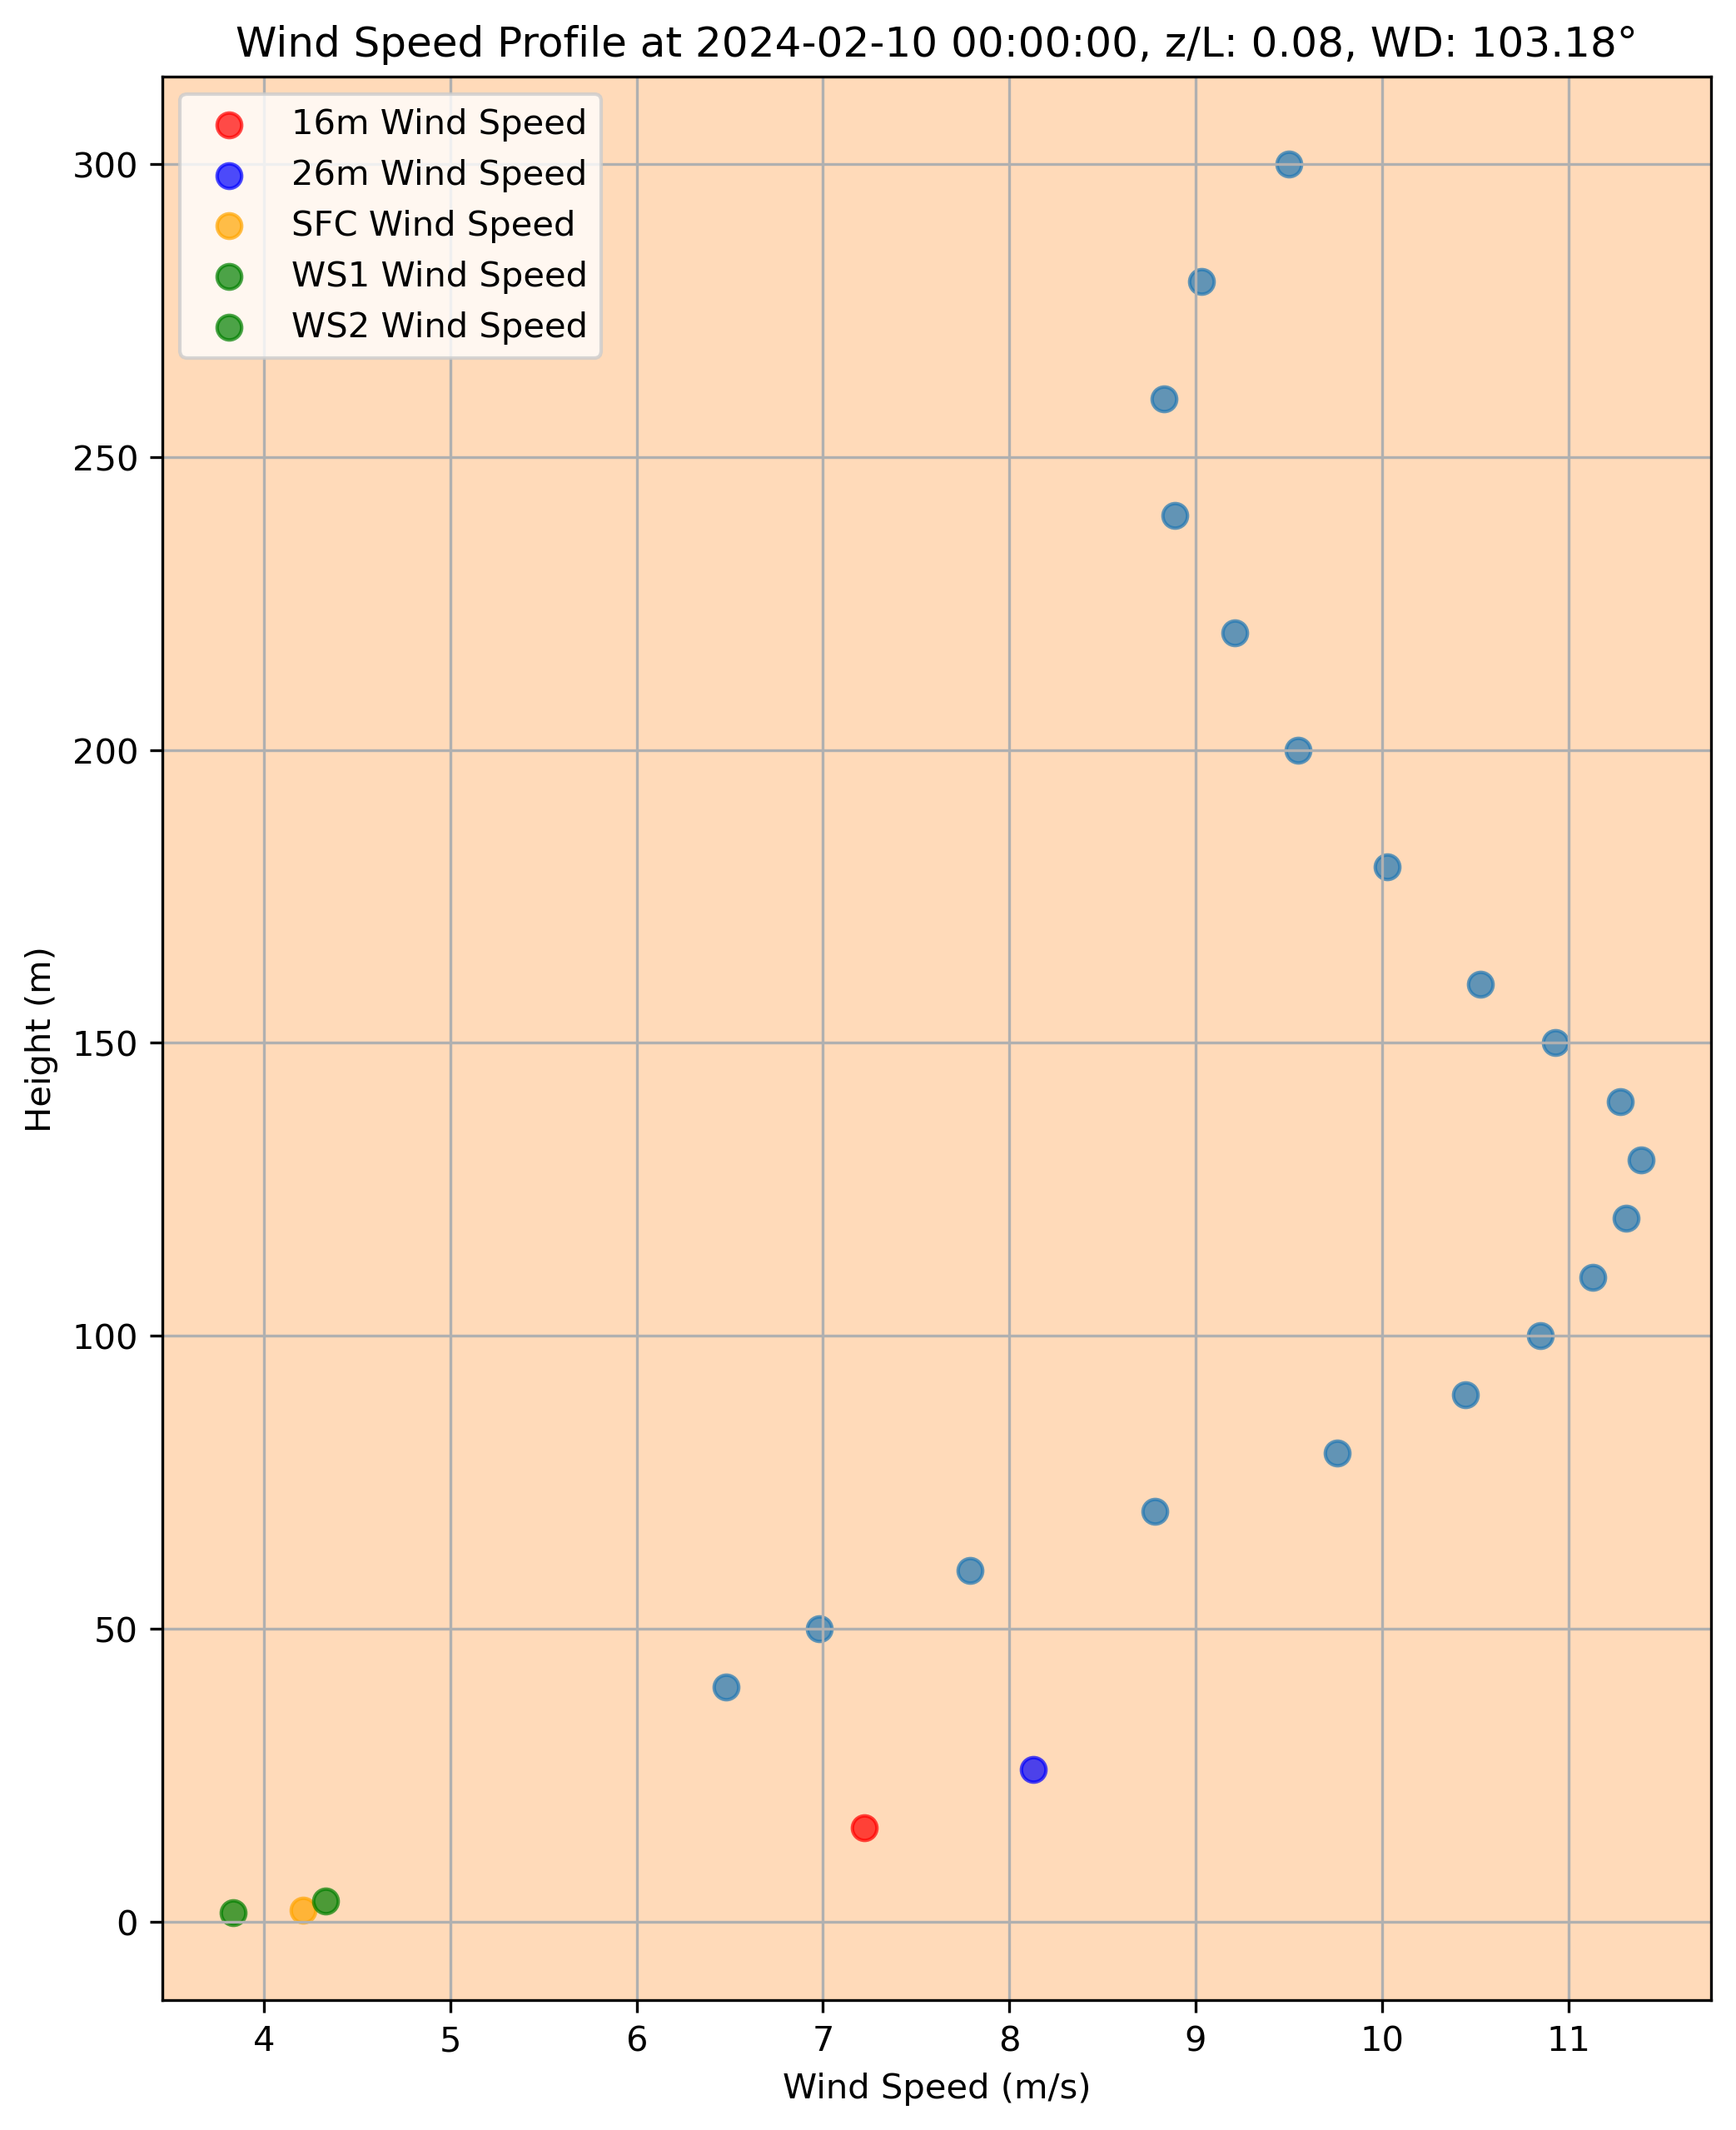 Wind Speed Profile at 2024-02-10 00:00:00, z/L: 0.08, WD: 103.18°
16m Wind Speed
26m Wind Speed
SFC Wind Speed
WS1 Wind Speed
WS2 Wind Speed
300
250
200
150
100
50
0
Height (m)
4 5 6 7 8 9 10 11
Wind Speed (m/s)